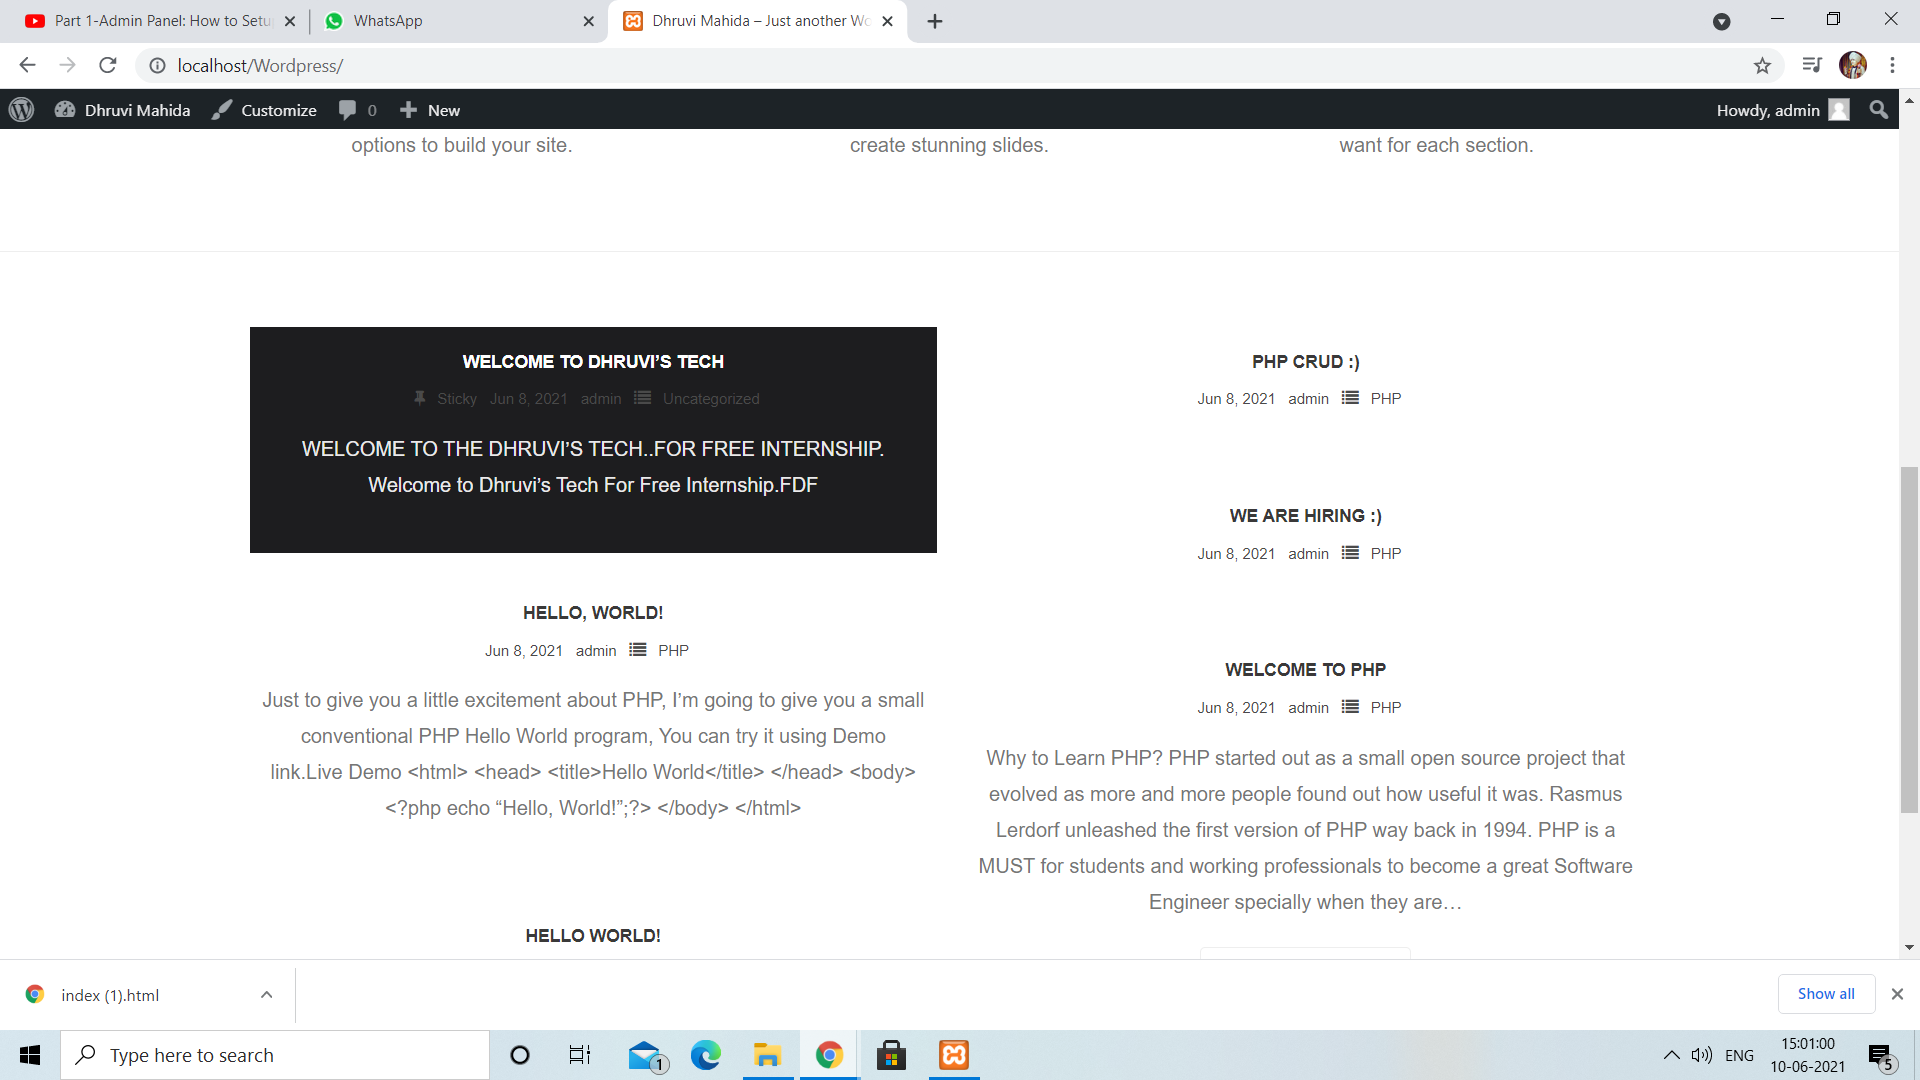 Part 1-Admin Panel: How to Setu
WhatsApp
Dhruvi Mahida – Just another Wo
localhost/Wordpress/
Dhruvi Mahida
Customize
0
New
Howdy, admin
options to build your site.
create stunning slides.
want for each section.
WELCOME TO DHRUVI’S TECH
Sticky Jun 8, 2021 admin Uncategorized
WELCOME TO THE DHRUVI’S TECH..FOR FREE INTERNSHIP.
Welcome to Dhruvi’s Tech For Free Internship.FDF
HELLO, WORLD!
Jun 8, 2021 admin PHP
Just to give you a little excitement about PHP, I’m going to give you a small
conventional PHP Hello World program, You can try it using Demo
link.Live Demo <html> <head> <title>Hello World</title> </head> <body>
<?php echo “Hello, World!”;?> </body> </html>
HELLO WORLD!
PHP CRUD :)
Jun 8, 2021 admin PHP
WE ARE HIRING :)
Jun 8, 2021 admin PHP
WELCOME TO PHP
Jun 8, 2021 admin PHP
Why to Learn PHP? PHP started out as a small open source project that
evolved as more and more people found out how useful it was. Rasmus
Lerdorf unleashed the first version of PHP way back in 1994. PHP is a
MUST for students and working professionals to become a great Software
Engineer specially when they are…
index (1).html
Show all
Type here to search
1
ENG
15:01:00
10-06-2021
5